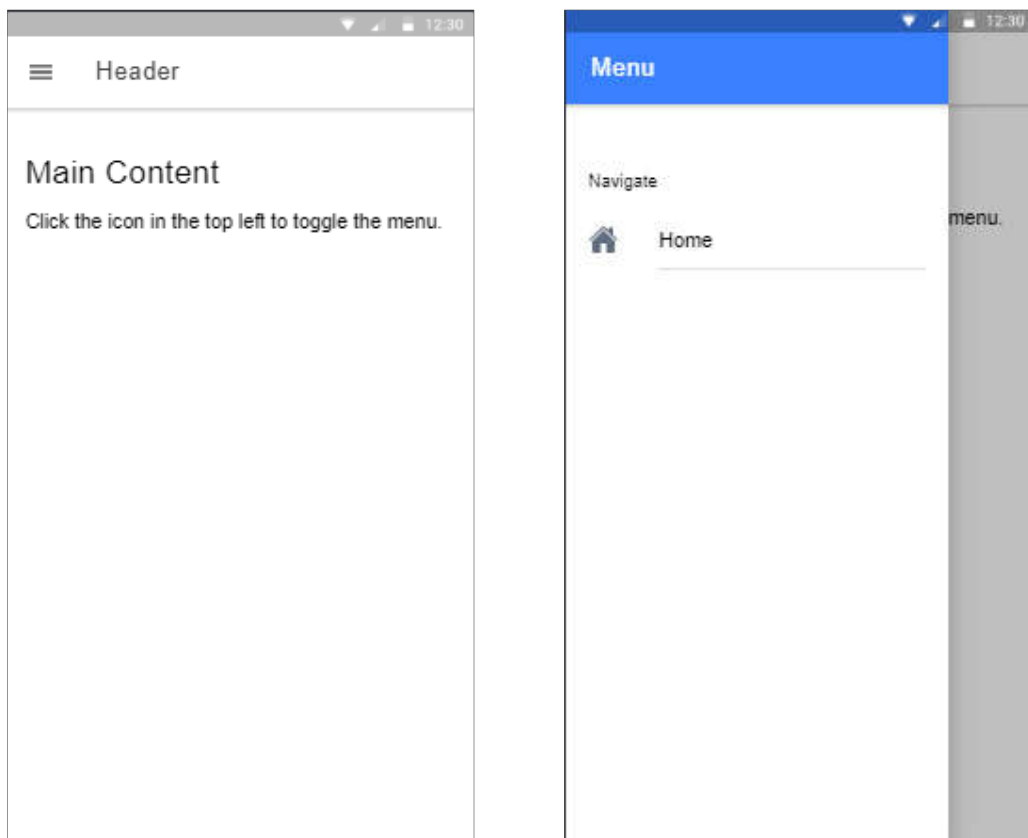 12:30
Header
Main Content
Click the icon in the top left to toggle the menu.
12:30
Menu
Navigate
Home
menu.